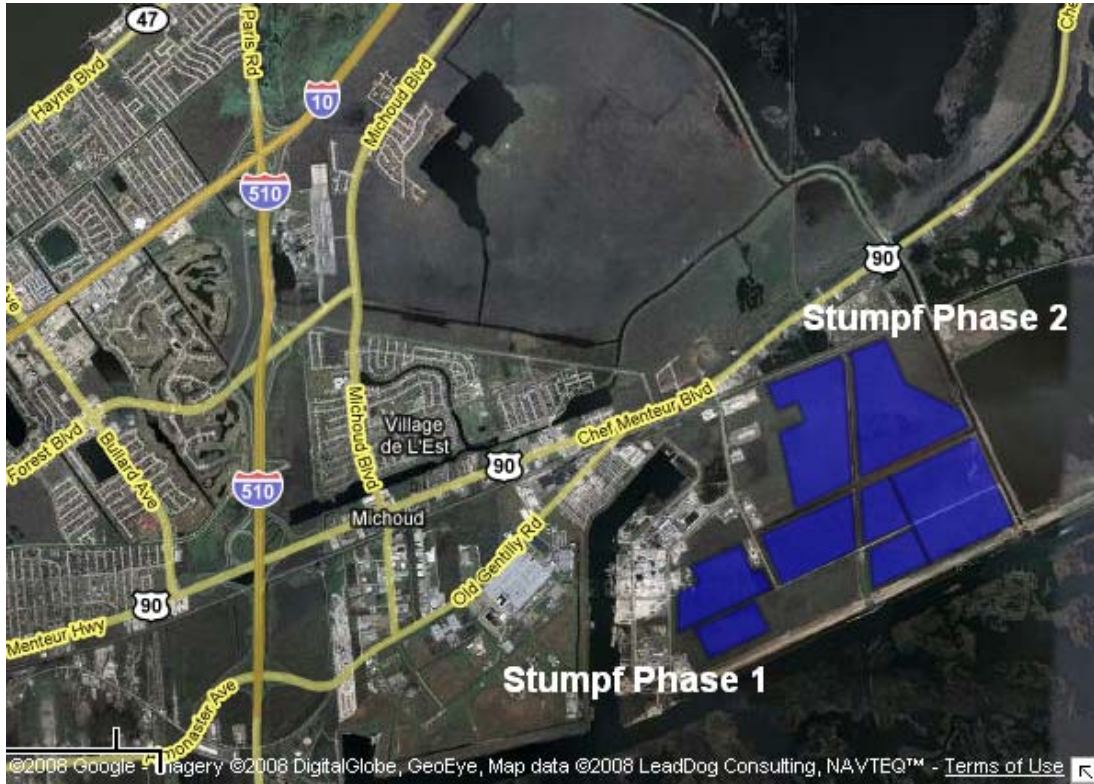 47
Paris Rd
Hayne Blvd
10
Michoud Blvd
510
90
Stumpf Phase 2
Village
de L'Est
Michoud Blvd
Chef Menteur Blvd
Forest Blvd
Bullard Ave
90
510
Michoud
Old Gentilly Rd
90
Menteur Hwy
Stumpf Phase 1
©2008 Google - Imagery ©2008 DigitalGlobe, GeoEye, Map data ©2008 LeadDog Consulting, NAVTEQ™ - Terms of Use